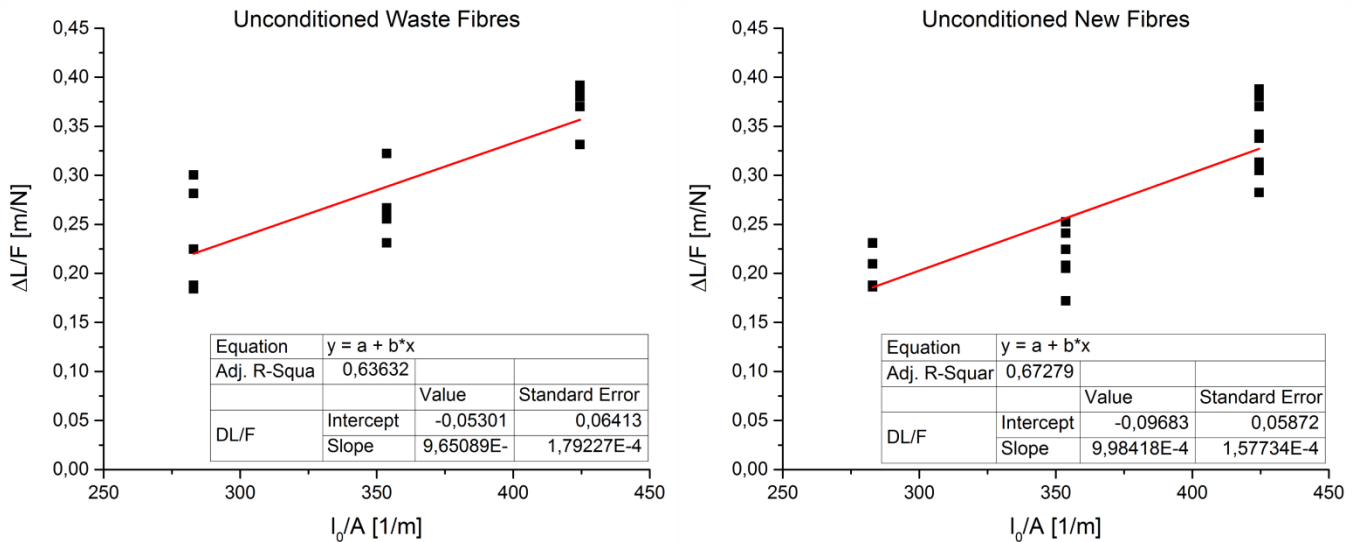 Unconditioned Waste Fibres
0,45
0,40
0,35
0,30
0,25
0,20
0,15
0,10
0,05
0,00
ΔL/F [m/N]
250
300
350
400
450
l₀/A [1/m]
Equation y = a + b*x
Adj. R-Squa 0,63632
Value Standard Error
DL/F
Intercept -0,05301 0,06413
Slope 9,65089E- 1,79227E-4
Unconditioned New Fibres
0,45
0,40
0,35
0,30
0,25
0,20
0,15
0,10
0,05
0,00
ΔL/F [m/N]
250
300
350
400
450
l₀/A [1/m]
Equation y = a + b*x
Adj. R-Squar 0,67279
Value Standard Error
DL/F
Intercept -0,09683 0,05872
Slope 9,98418E-4 1,57734E-4